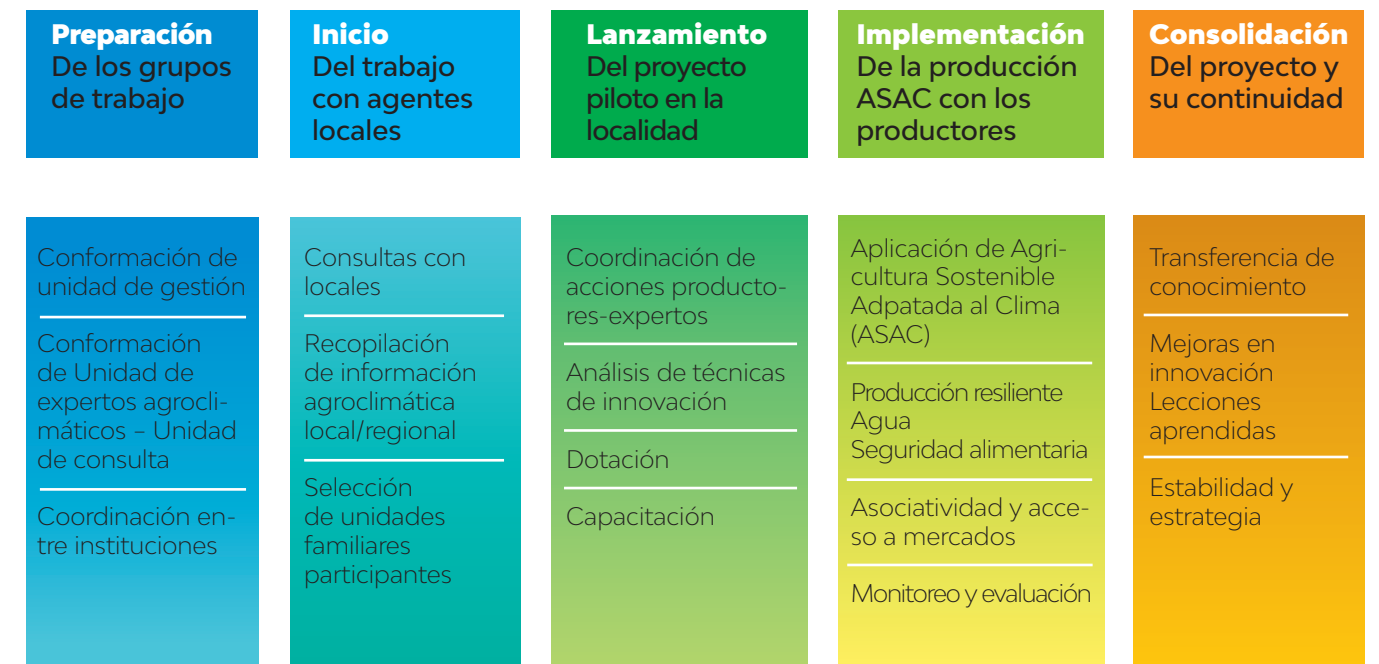 Preparación
De los grupos
de trabajo
Inicio
Del trabajo
con agentes
locales
Lanzamiento
Del proyecto
piloto en la
localidad
Implementación
De la producción
ASAC con los
productores
Consolidación
Del proyecto y
su continuidad
Conformación de
unidad de gestión
Conformación
de Unidad de
expertos agrocli-
máticos – Unidad
de consulta
Coordinación en-
tre instituciones
Consultas con
locales
Recopilación
de información
agroclimática
local/regional
Selección
de unidades
familiares
participantes
Coordinación de
acciones producto-
res-expertos
Análisis de técnicas
de innovación
Dotación
Capacitación
Aplicación de Agri-
cultura Sostenible
Adpatada al Clima
(ASAC)
Producción resiliente
Agua
Seguridad alimentaria
Asociatividad y acce-
so a mercados
Monitoreo y evaluación
Transferencia de
conocimiento
Mejoras en
innovación
Lecciones
aprendidas
Estabilidad y
estrategia